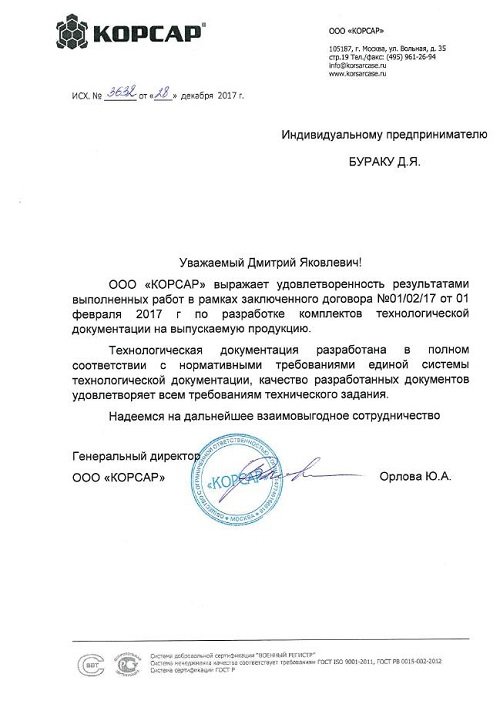 КОРСАР®
ООО «КОРСАР»
105187, г. Москва, ул. Вольная, д. 35
стр.19 Тел./факс: (495) 961-26-94
info@korsarcase.ru
www.korsarcase.ru
ИСХ. № 3632 от «28» декабря 2017 г.
Индивидуальному предпринимателю
БУРАКУ Д.Я.
Уважаемый Дмитрий Яковлевич!
ООО «КОРСАР» выражает удовлетворенность результатами
выполненных работ в рамках заключенного договора №01/02/17 от 01
февраля 2017 г по разработке комплектов технологической
документации на выпускаемую продукцию.
Технологическая документация разработана в полном
соответствии с нормативными требованиями единой системы
технологической документации, качество разработанных документов
удовлетворяет всем требованиям технического задания.
Надеемся на дальнейшее взаимовыгодное сотрудничество
Генеральный директор
ООО «КОРСАР»
Орлова Ю.А.
«КОРСАР»
МОСКВА
Система добровольной сертификации "ВОЕННЫЙ РЕГИСТР"
Система менеджмента качества соответствует требованиям ГОСТ ISO 9001-2011, ГОСТ РВ 0015-002-2012
Система сертификации ГОСТ Р